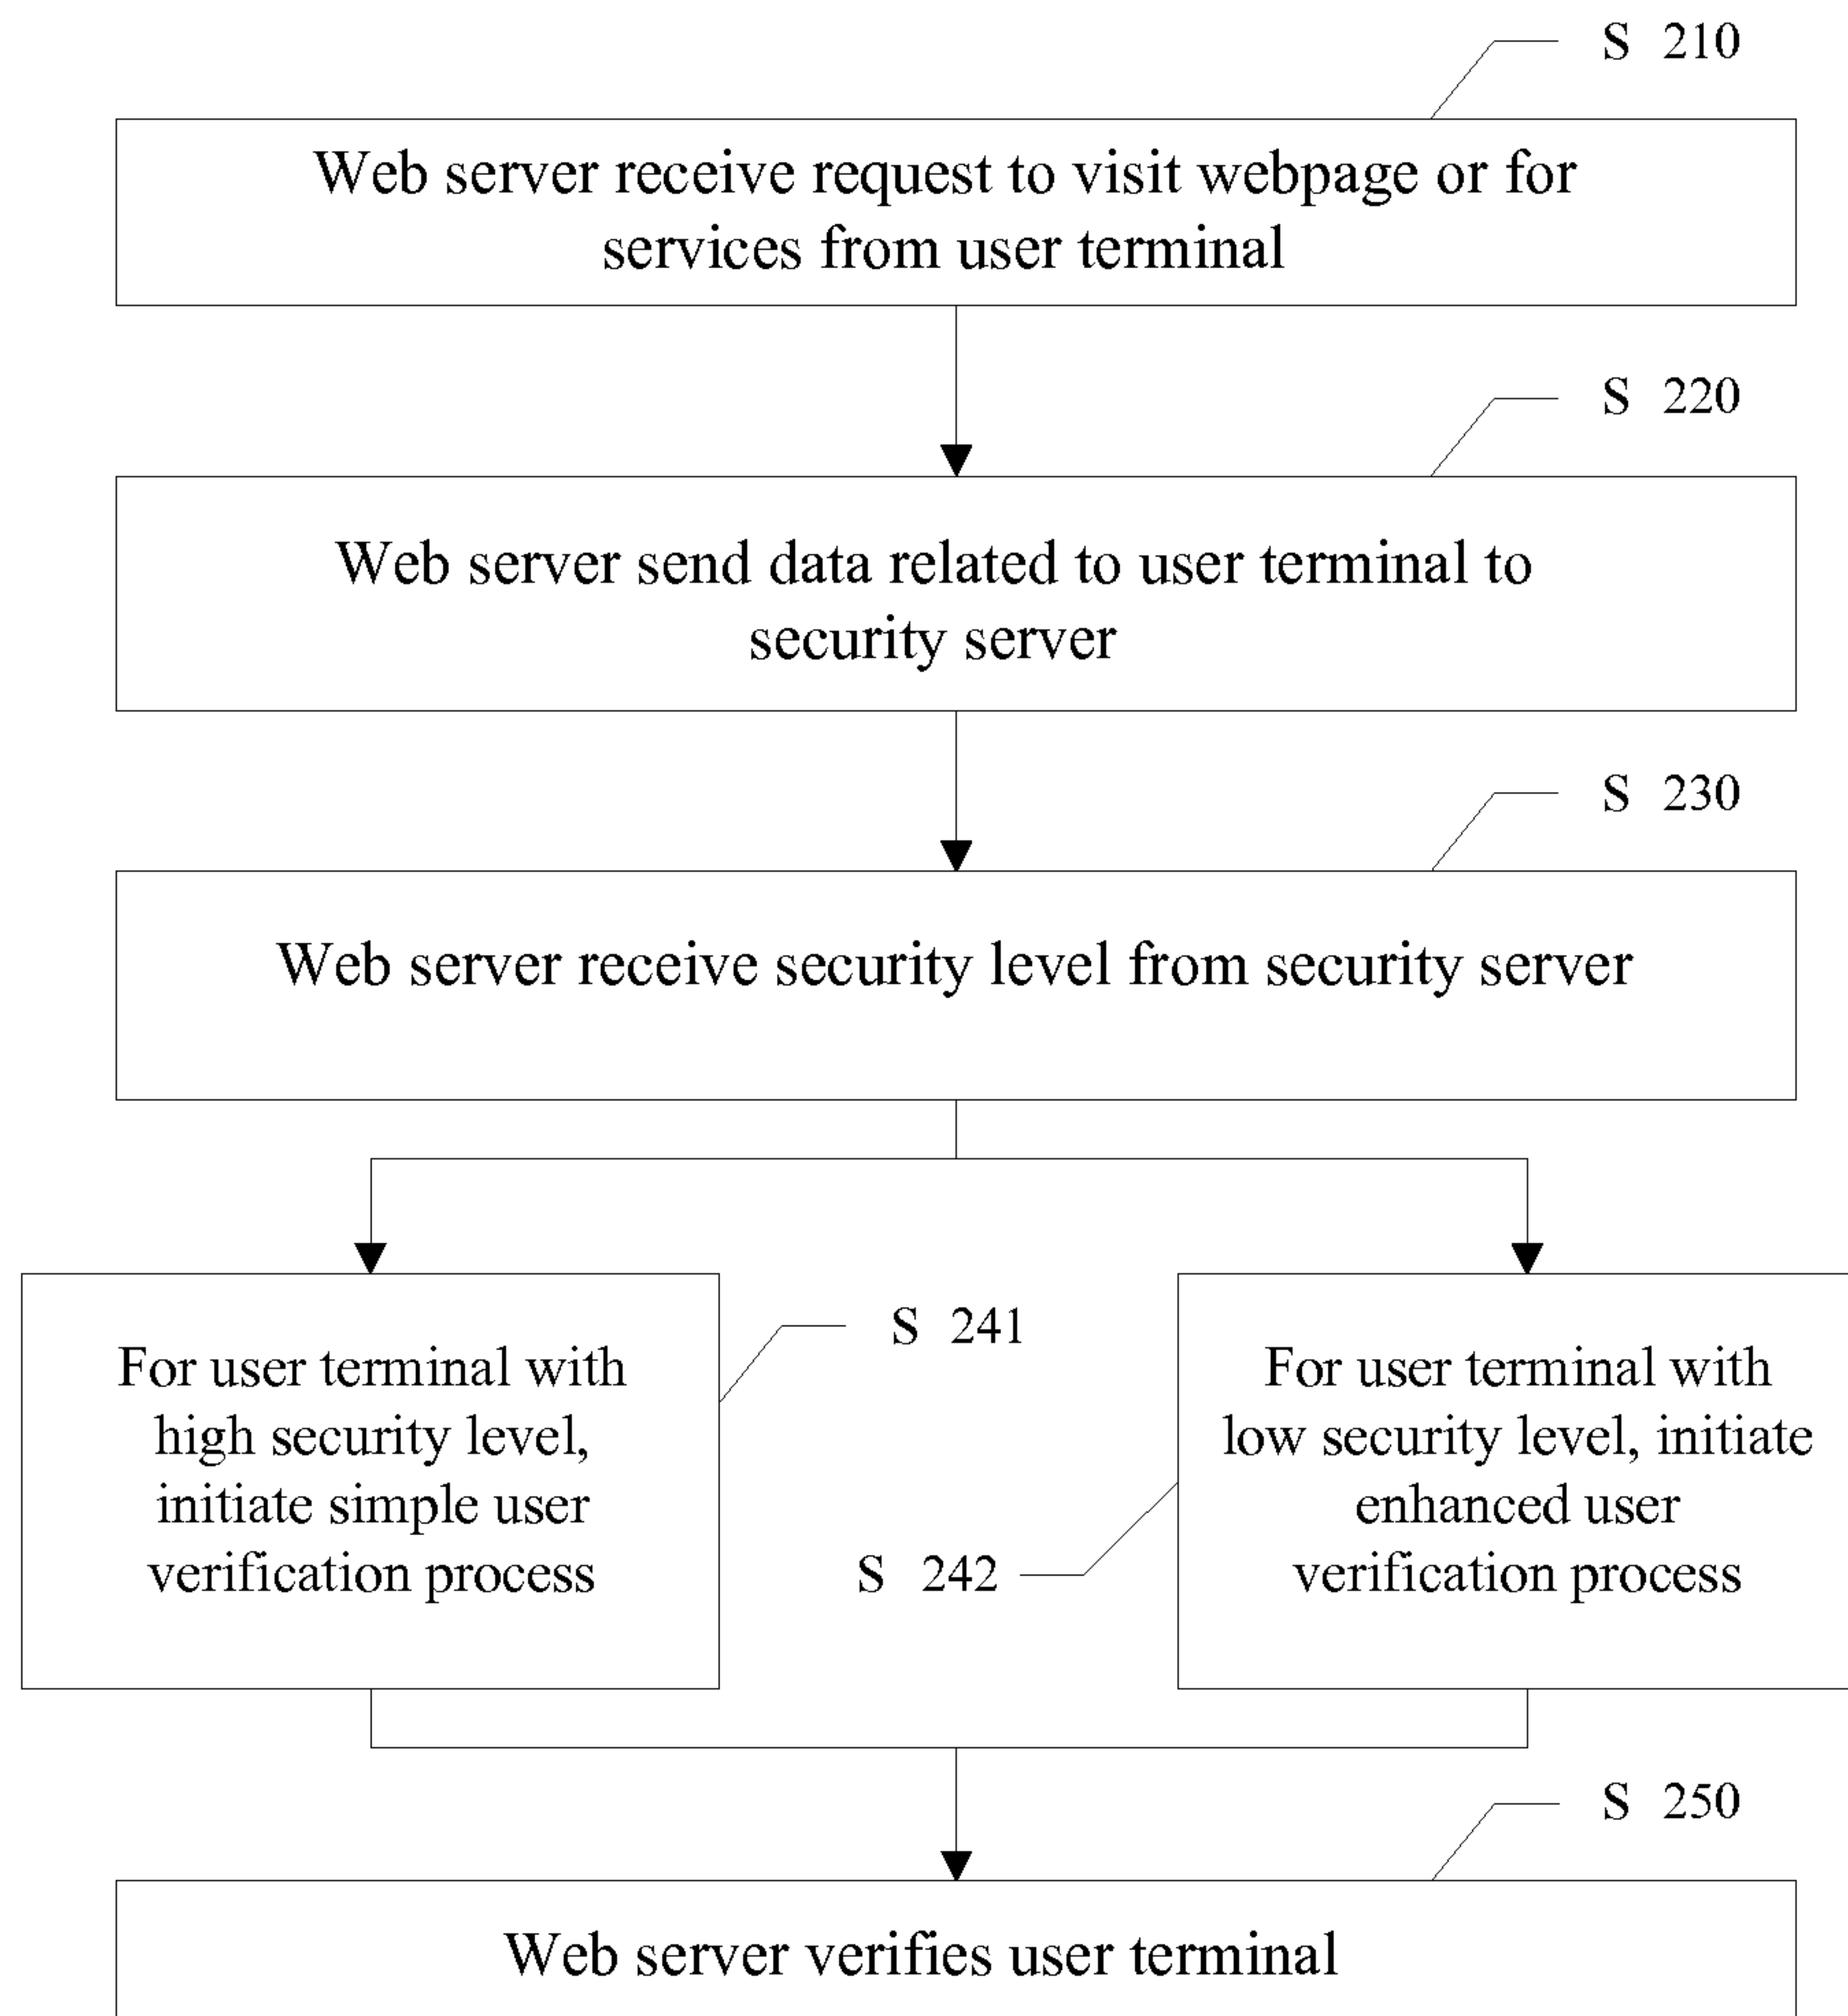 S 210
Web server receive request to visit webpage or for
services from user terminal
S 220
Web server send data related to user terminal to
security server
S 230
Web server receive security level from security server
For user terminal with
high security level,
initiate simple user
verification process
S 241
For user terminal with
low security level, initiate
enhanced user
verification process
S 242
S 250
Web server verifies user terminal